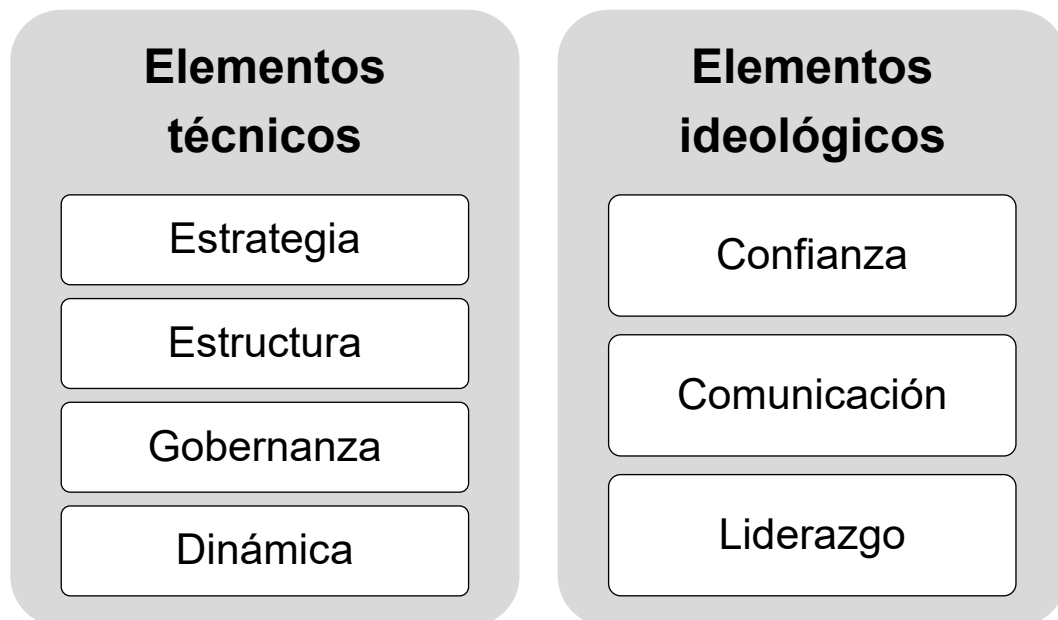 Elementos
técnicos
Estrategia
Estructura
Gobernanza
Dinámica
Elementos
ideológicos
Confianza
Comunicación
Liderazgo